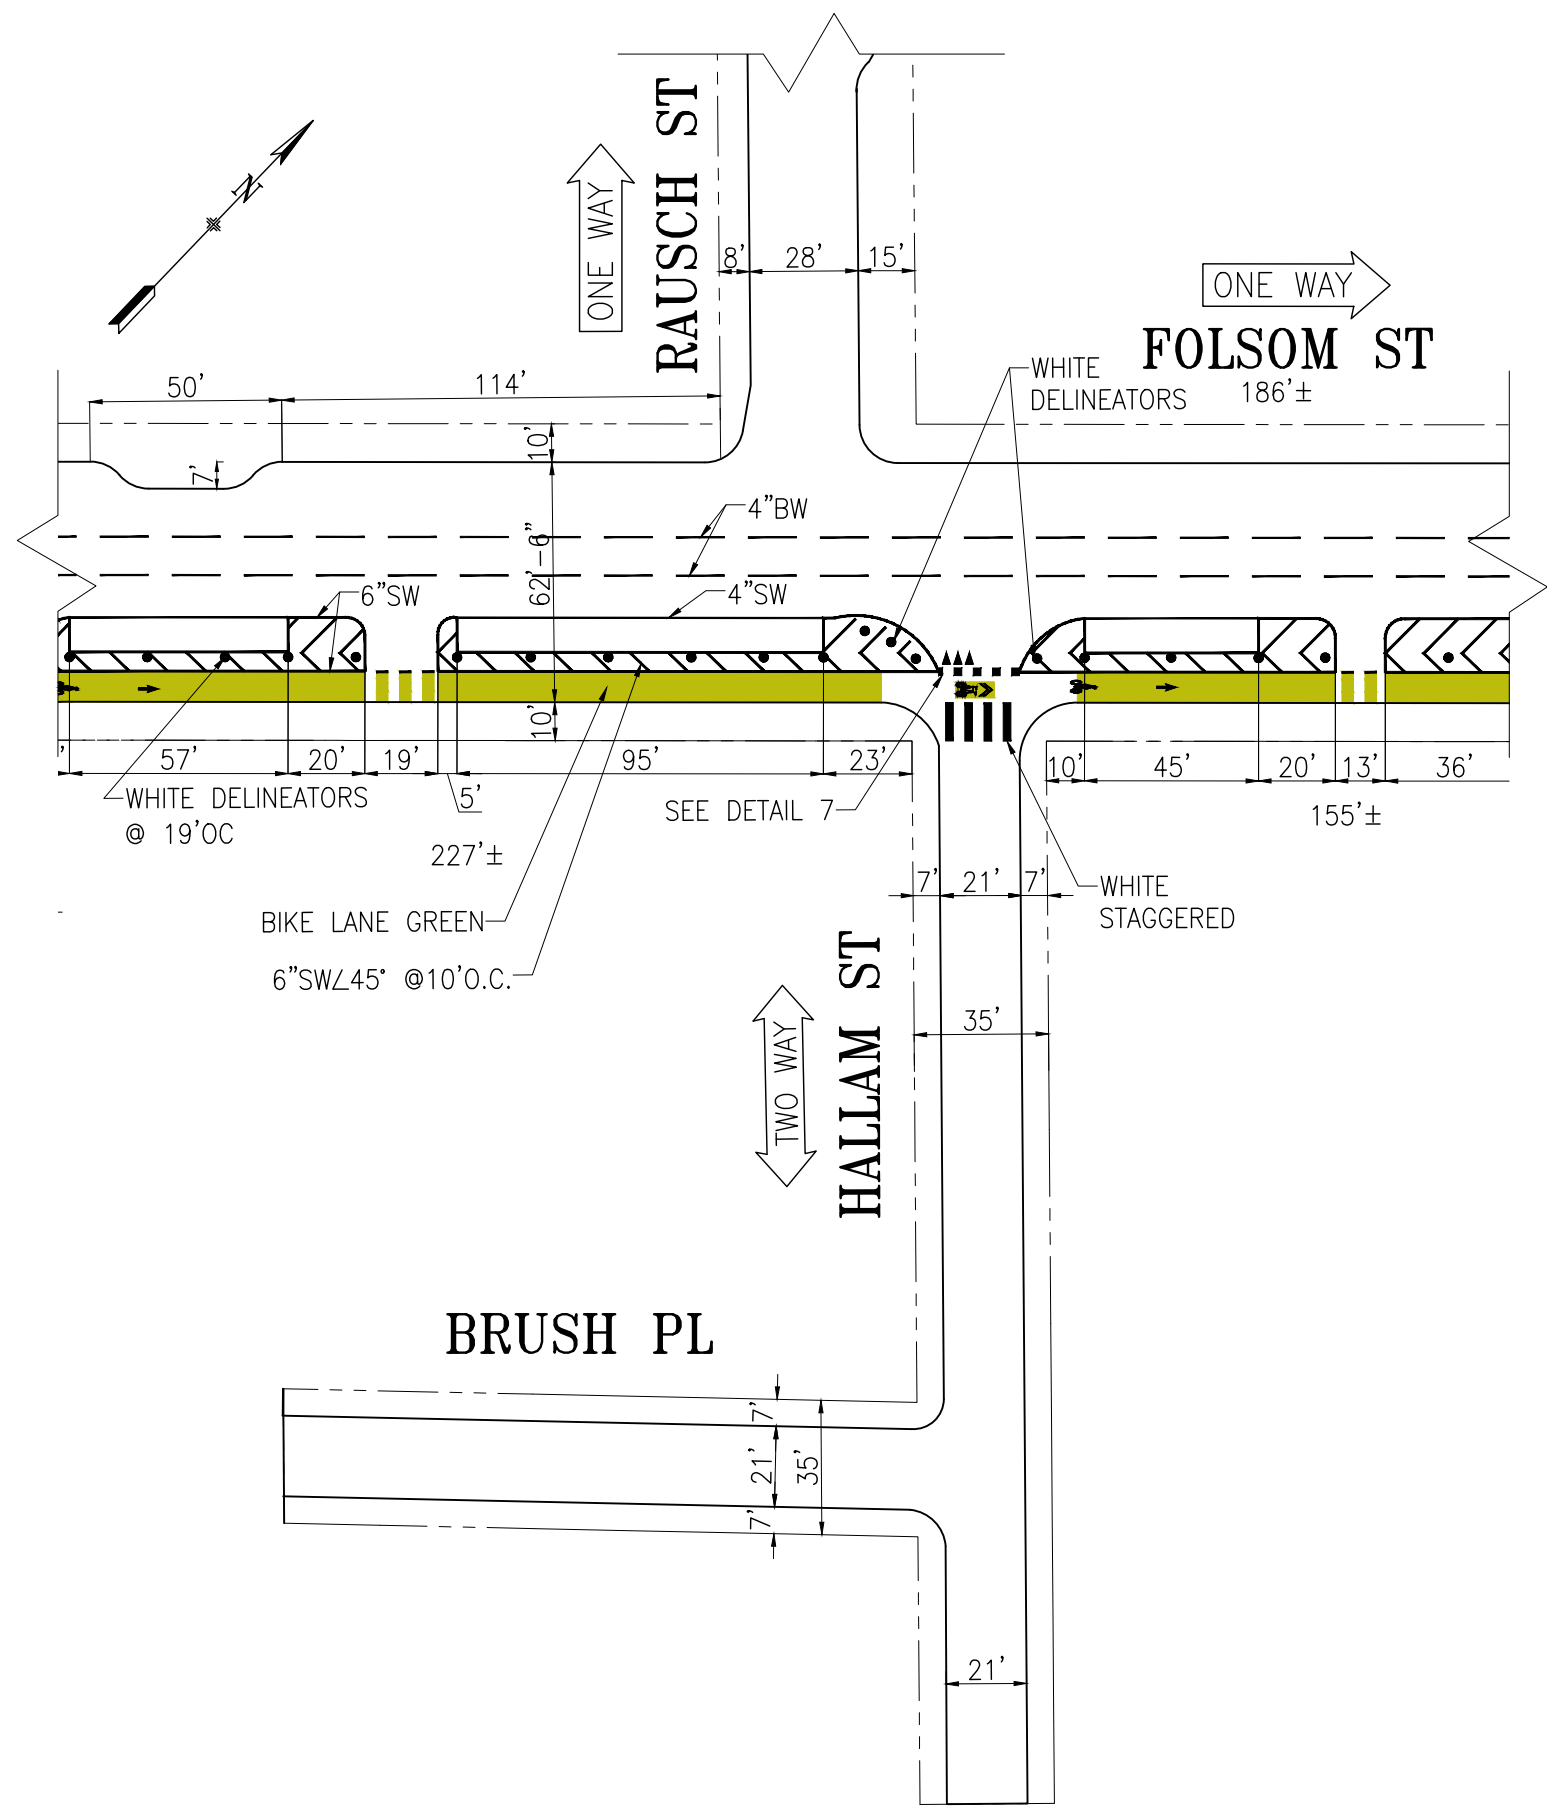 RAUSCH ST
ONE WAY
N
8'
28'
15'
ONE WAY
FOLSOM ST
186'±
WHITE
DELINEATORS
50'
114'
10'
7'
4"BW
62'-6"
6"SW
4"SW
10'
'
57'
20'
19'
5'
95'
23'
10'
45'
20'
13'
36'
WHITE DELINEATORS
@ 19'OC
SEE DETAIL 7
155'±
227'±
7'
21'
7'
WHITE
STAGGERED
BIKE LANE GREEN
6"SW∠45° @10'O.C.
HALLAM ST
TWO WAY
35'
BRUSH PL
7'
21'
35'
7'
21'